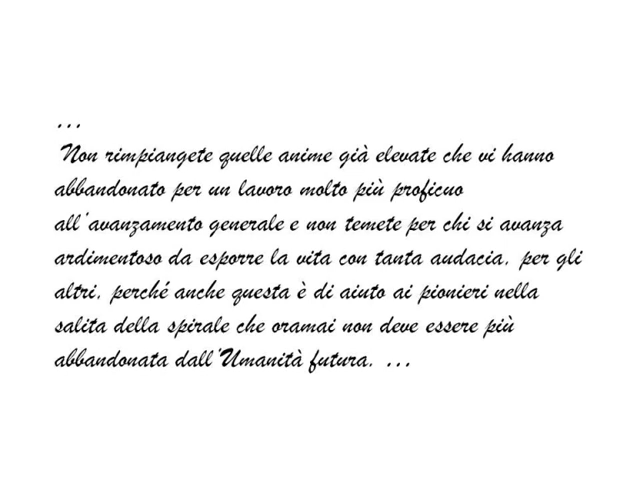 ...
Non rimpiangete quelle anime già elevate che vi hanno
abbandonato per un lavoro molto più proficuo
all'avanzamento generale e non temete per chi si avanza
ardimentoso da esporre la vita con tanta audacia, per gli
altri, perché anche questa è di aiuto ai pionieri nella
salita della spirale che oramai non deve essere più
abbandonata dall'Umanità futura. ...